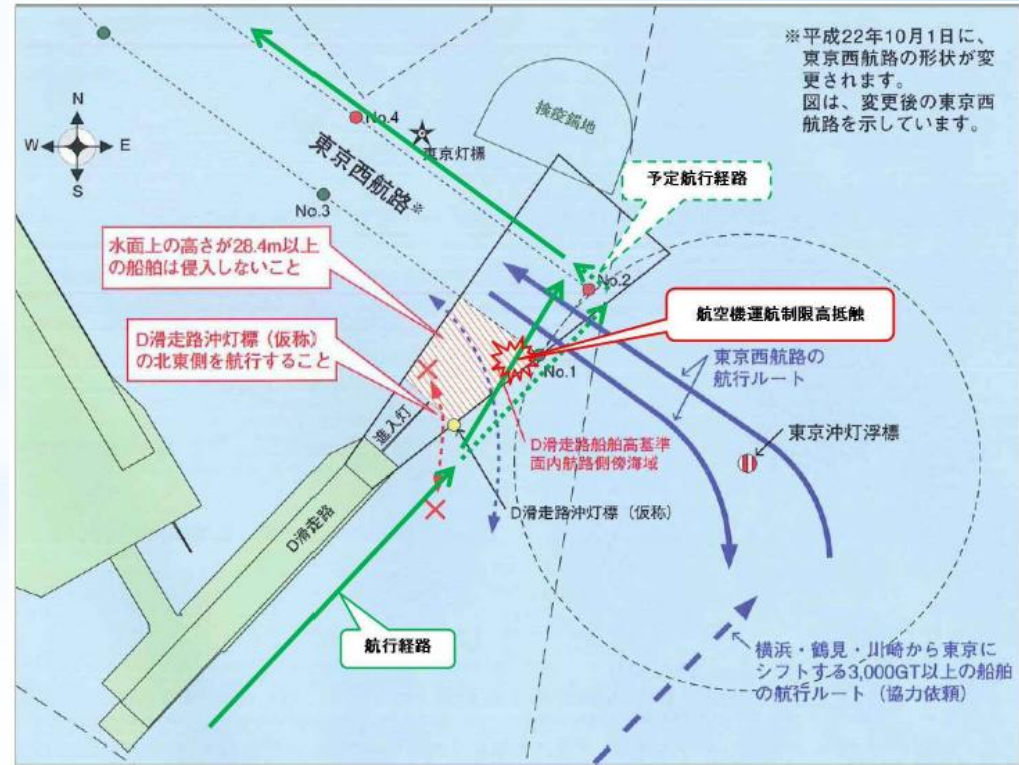 ※平成22年10月1日に、
東京西航路の形状が変
更されます。
図は、変更後の東京西
航路を示しています。
N
W
E
S
No.4
東京灯標
検疫錨地
東京西航路※
予定航行経路
No.3
水面上の高さが28.4m以上
の船舶は侵入しないこと
No.2
航空機運航制限高抵触
D滑走路沖灯標（仮称）
の北東側を航行すること
No.1
東京西航路の
航行ルート
進入灯
D滑走路船舶高基準
面内航路側傍海域
東京沖灯浮標
D滑走路沖灯標（仮称）
D滑走路
航行経路
横浜・鶴見・川崎から東京に
シフトする3,000GT以上の船舶
の航行ルート（協力依頼）